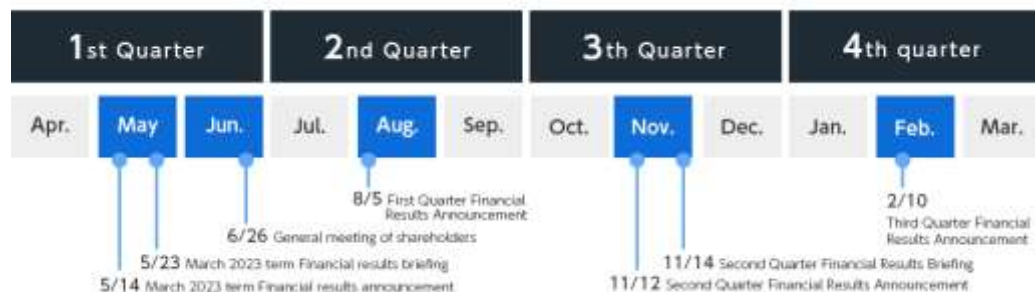 1st Quarter
2nd Quarter
3th Quarter
4th quarter
Apr.
May
Jun.
Jul.
Aug.
Sep.
Oct.
Nov.
Dec.
Jan.
Feb.
Mar.
8/5 First Quarter Financial
Results Announcement
6/26 General meeting of shareholders
5/23 March 2023 term Financial results briefing
5/14 March 2023 term Financial results announcement
2/10
Third Quarter Financial
Results Announcement
11/14 Second Quarter Financial Results Briefing
11/12 Second Quarter Financial Results Announcement